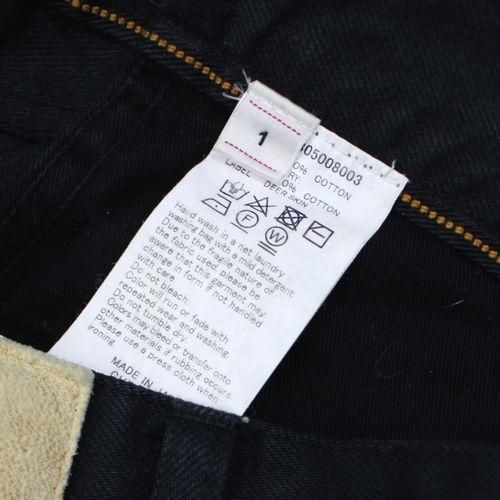 1
05008003
0% COTTON
RY:
0% COTTON
LABEL DEER SKIN
F W
Hand wash in a net laundry
washing bag with a mild detergent
Due to the fragile nature of
the fabric used, please be
aware that this garment may
change in form if not handled
Do not bleach.
Color will run, or fade with
repeated wear and washing.
Do not tumble dry.
Colors may bleed or transfer onto
other materials if rubbing occurs
Please use a press cloth when
ironing.
MADE IN